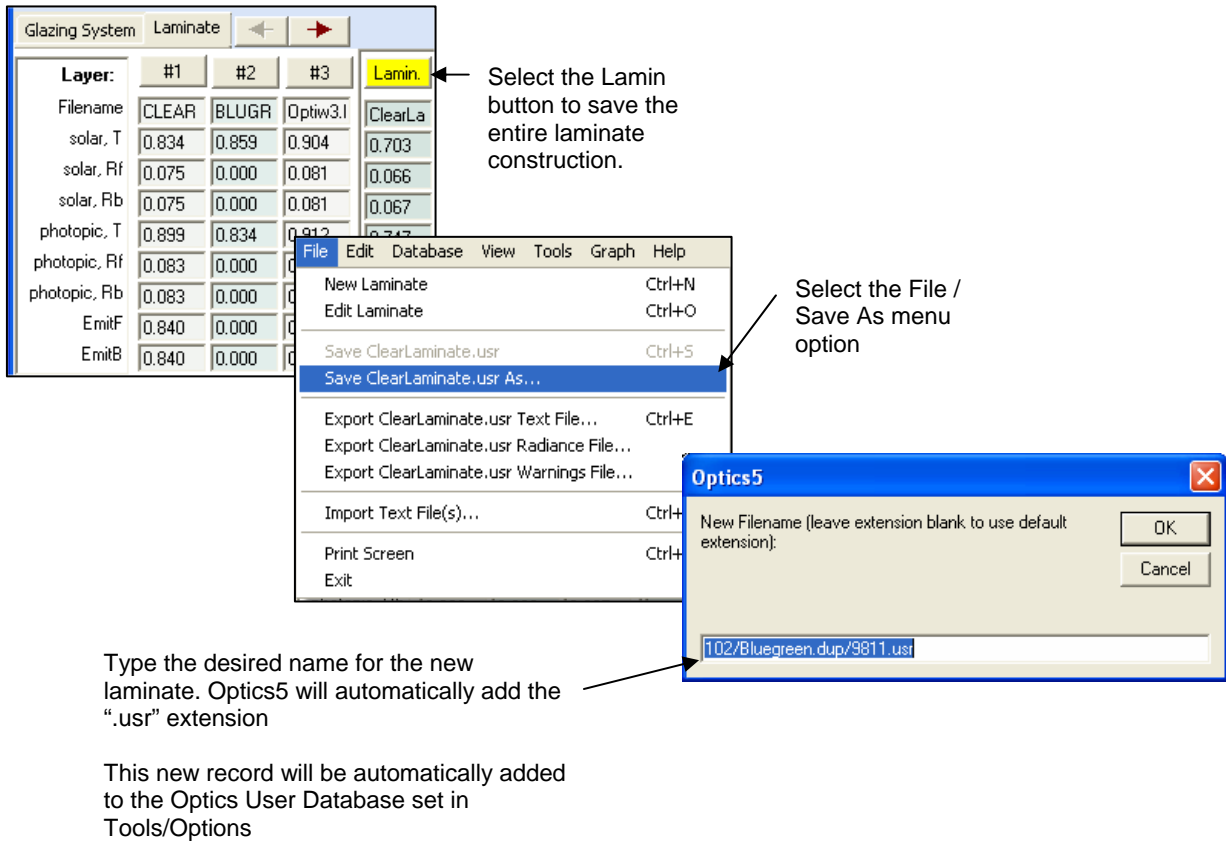 Glazing System Laminate
Layer: #1 #2 #3 Lamin.
Filename CLEAR BLUGR Optiw3.l ClearLa
solar, T 0.834 0.859 0.904 0.703
solar, Rf 0.075 0.000 0.081 0.066
solar, Rb 0.075 0.000 0.081 0.067
photopic, T 0.899 0.834 0.912 0.747
photopic, Rf 0.083 0.000
photopic, Rb 0.083 0.000
EmitF 0.840 0.000
EmitB 0.840 0.000
Select the Lamin
button to save the
entire laminate
construction.
File Edit Database View Tools Graph Help
New Laminate Ctrl+N
Edit Laminate Ctrl+O
Save ClearLaminate.usr Ctrl+S
Save ClearLaminate.usr As...
Export ClearLaminate.usr Text File... Ctrl+E
Export ClearLaminate.usr Radiance File...
Export ClearLaminate.usr Warnings File...
Import Text File(s)... Ctrl+
Print Screen Ctrl+
Exit
Select the File /
Save As menu
option
Optics5
New Filename (leave extension blank to use default
extension):
OK
Cancel
102/Bluegreen.dup/9811.usr
Type the desired name for the new
laminate. Optics5 will automatically add the
“.usr” extension
This new record will be automatically added
to the Optics User Database set in
Tools/Options